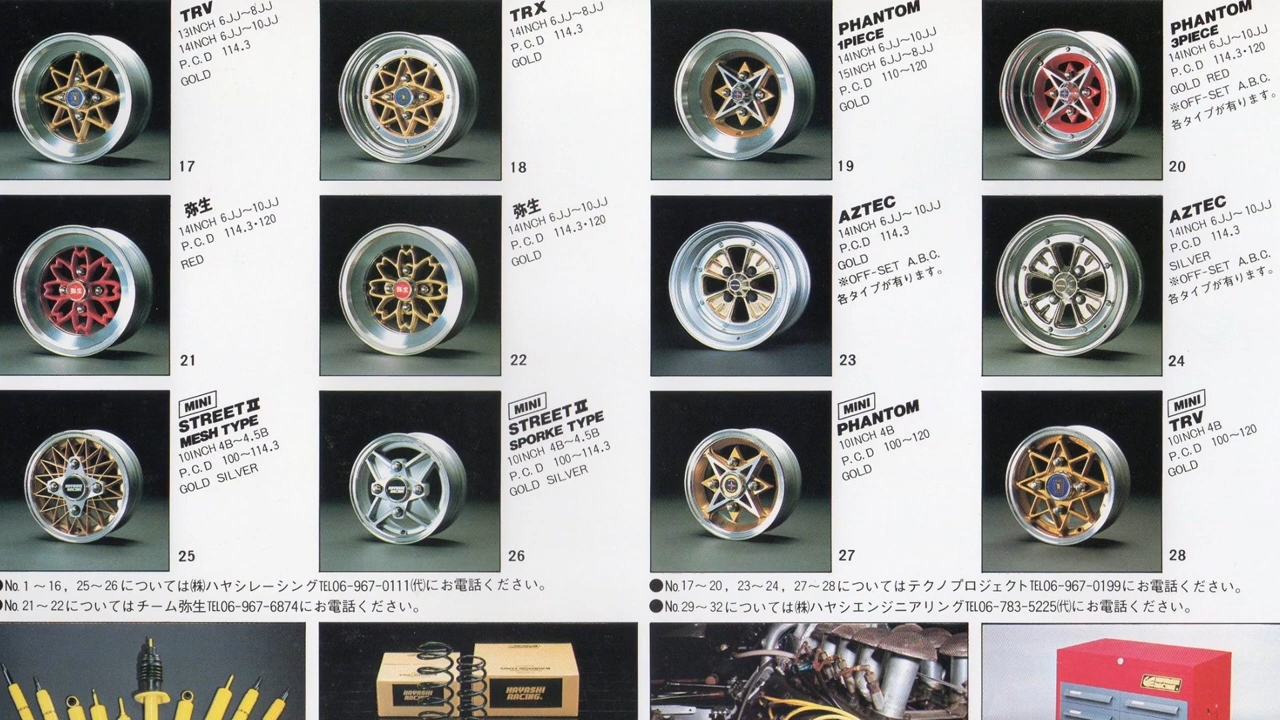 TRV
13INCH 6JJ~8JJ
14INCH 6JJ~10JJ
P.C.D 114.3
GOLD
17
TRX
14INCH 6JJ~8JJ
14INCH 6JJ~10JJ
P.C.D 114.3
GOLD
18
PHANTOM
1PIECE
14INCH 6JJ~10JJ
15INCH 6JJ~8JJ
P.C.D 110~120
GOLD
19
PHANTOM
3PIECE
14INCH 6JJ~10JJ
P.C.D 114.3・120
GOLD RED
※OFF-SET A.B.C.
各タイプが有ります。
20
弥生
14INCH 6JJ~10JJ
P.C.D 114.3・120
RED
21
弥生
弥生
14INCH 6JJ~10JJ
P.C.D 114.3・120
GOLD
22
AZTEC
14INCH 6JJ~10JJ
P.C.D 114.3
GOLD
※OFF-SET A.B.C.
各タイプが有ります。
23
AZTEC
14INCH 6JJ~10JJ
P.C.D 114.3
SILVER
※OFF-SET A.B.C.
各タイプが有ります。
24
MINI
STREETⅡ
MESH TYPE
10INCH 4B~4.5B
P.C.D 100~114.3
GOLD SILVER
25
HAYASHI
RACING
MINI
STREETⅡ
SPORKE TYPE
10INCH 4B~4.5B
P.C.D 100~114.3
GOLD SILVER
26
HAYASHI
RACING
MINI
PHANTOM
10INCH 4B
P.C.D 100~120
GOLD
27
MINI
TRV
10INCH 4B
P.C.D 100~120
GOLD
28
●No.1~16,25~26については㈱ハヤシレーシングTEL06-967-0111㈹にお電話ください。
●No.21~22についてはチーム弥生TEL06-967-6874にお電話ください。
●No.17~20,23~24,27~28についてはテクノプロジェクトTEL06-967-0199にお電話ください。
●No.29~32については㈱ハヤシエンジニアリングTEL06-783-5225㈹にお電話ください。
HAYASHI
RACING